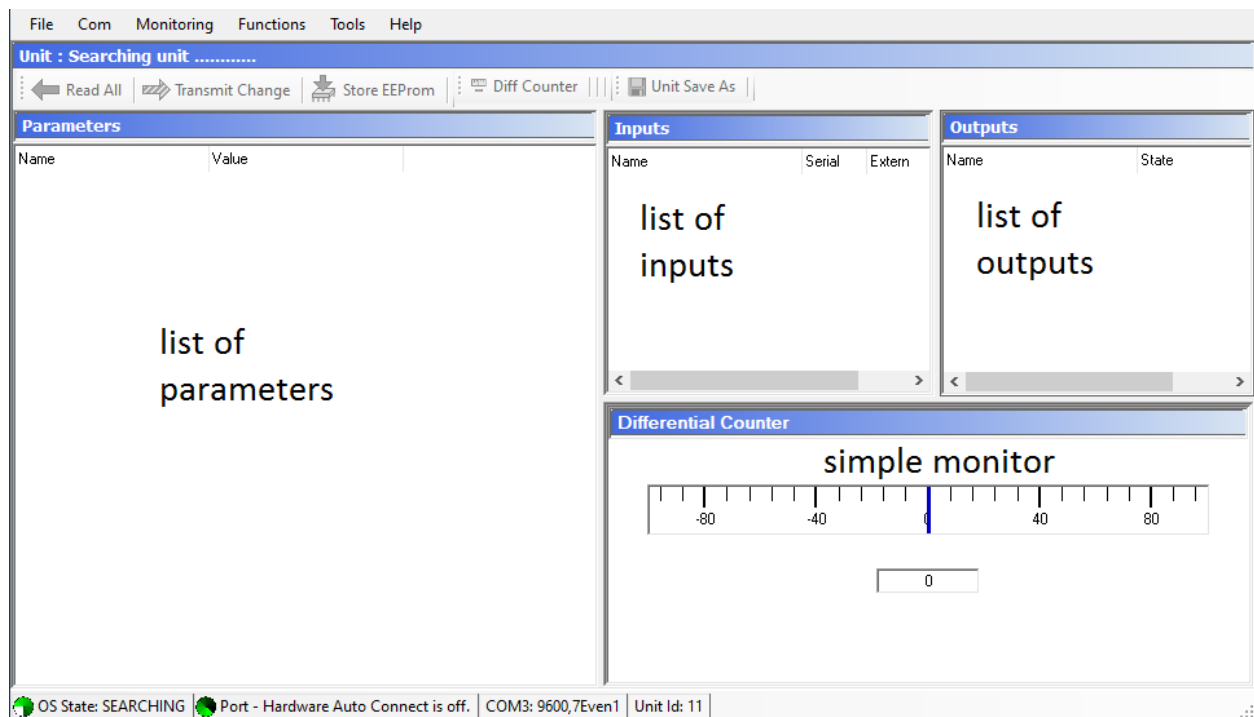 File Com Monitoring Functions Tools Help
Unit : Searching unit ............
Read All Transmit Change Store EEProm Diff Counter Unit Save As
Parameters
Name Value
list of
parameters
Inputs
Name Serial Extern
list of
inputs
Outputs
Name State
list of
outputs
Differential Counter
simple monitor
-80 -40 0 40 80
0
OS State: SEARCHING Port - Hardware Auto Connect is off. COM3: 9600,7Even1 Unit Id: 11